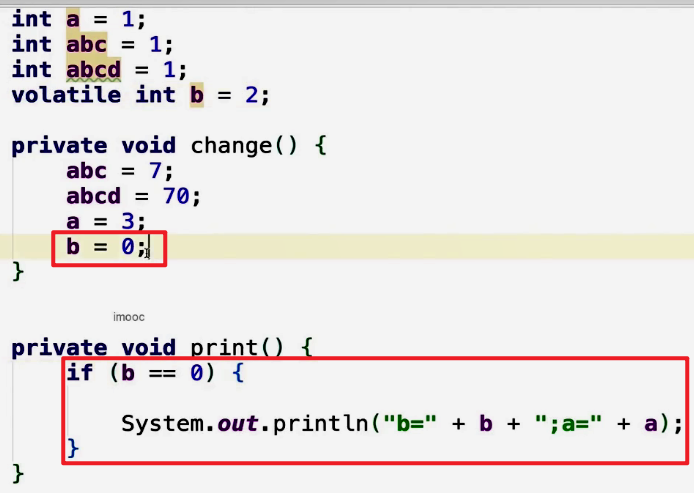 int a = 1;
int abc = 1;
int abcd = 1;
volatile int b = 2;
private void change() {
abc = 7;
abcd = 70;
a = 3;
b = 0;
}
imooc
private void print() {
if (b == 0) {
System.out.println("b=" + b + ";a=" + a);
}
}